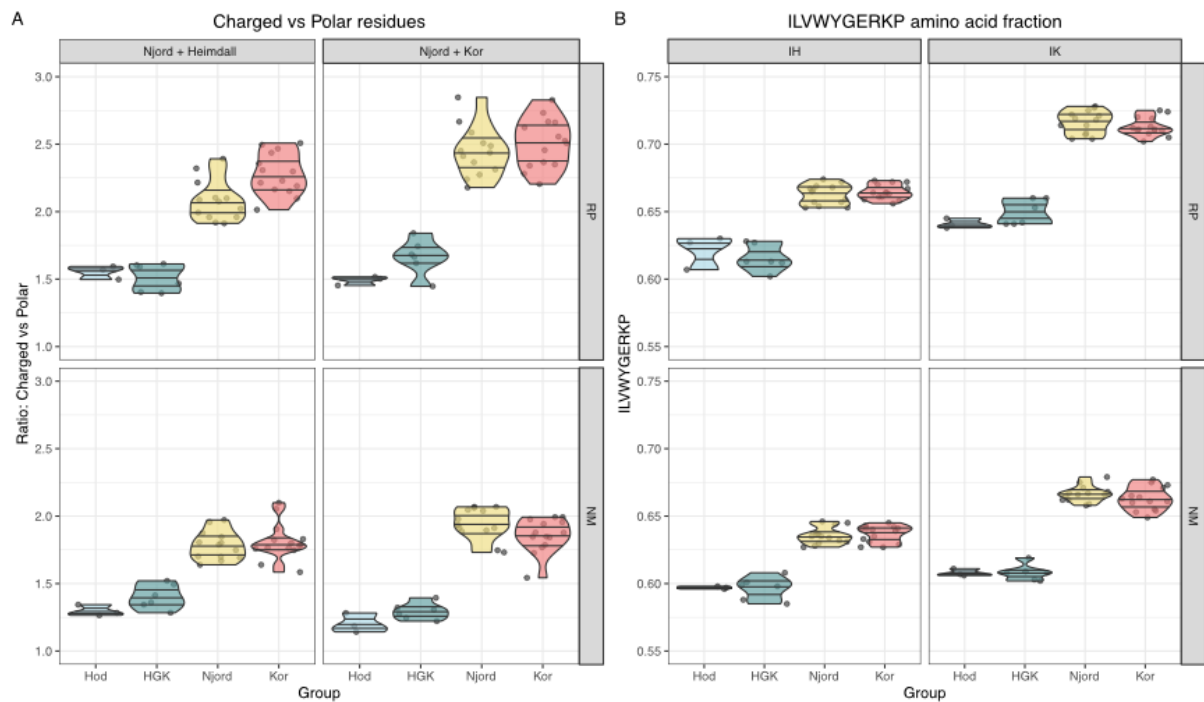 A
Charged vs Polar residues
Njord + Heimdall
Njord + Kor
Ratio: Charged vs Polar
3.0
2.5
2.0
1.5
1.0
RP
3.0
2.5
2.0
1.5
1.0
NM
Hod HGK Njord Kor
Hod HGK Njord Kor
Group
B
ILVWYGERKP amino acid fraction
IH
IK
ILVWYGERKP
0.75
0.70
0.65
0.60
0.55
RP
0.75
0.70
0.65
0.60
0.55
NM
Hod HGK Njord Kor
Hod HGK Njord Kor
Group